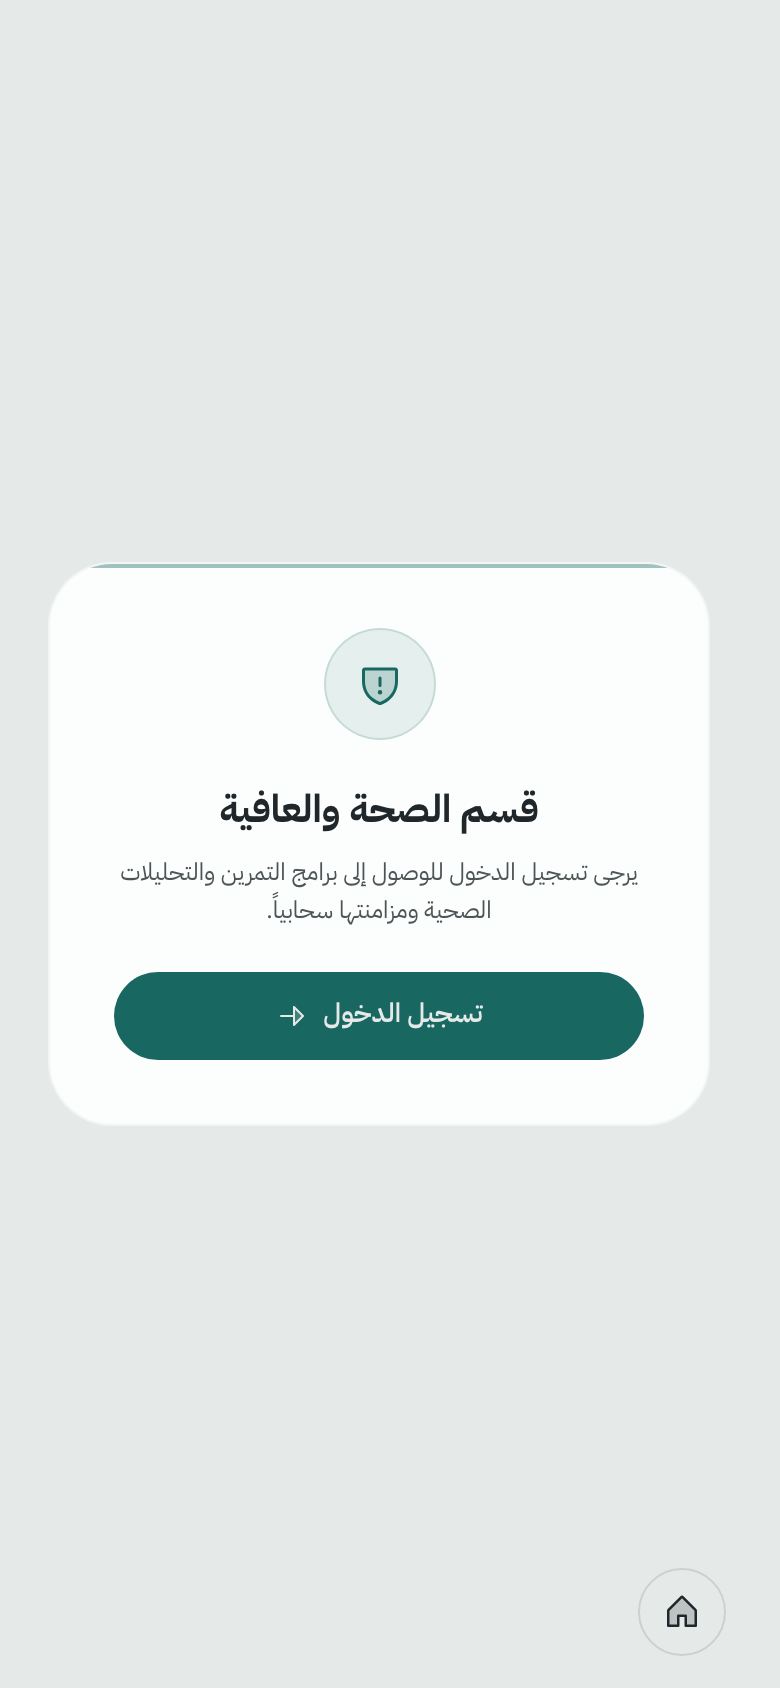 قسم الصحة والعافية
يرجى تسجيل الدخول للوصول إلى برامج التمرين والتحليلات
الصحية ومزامنتها سحابياً.
تسجيل الدخول